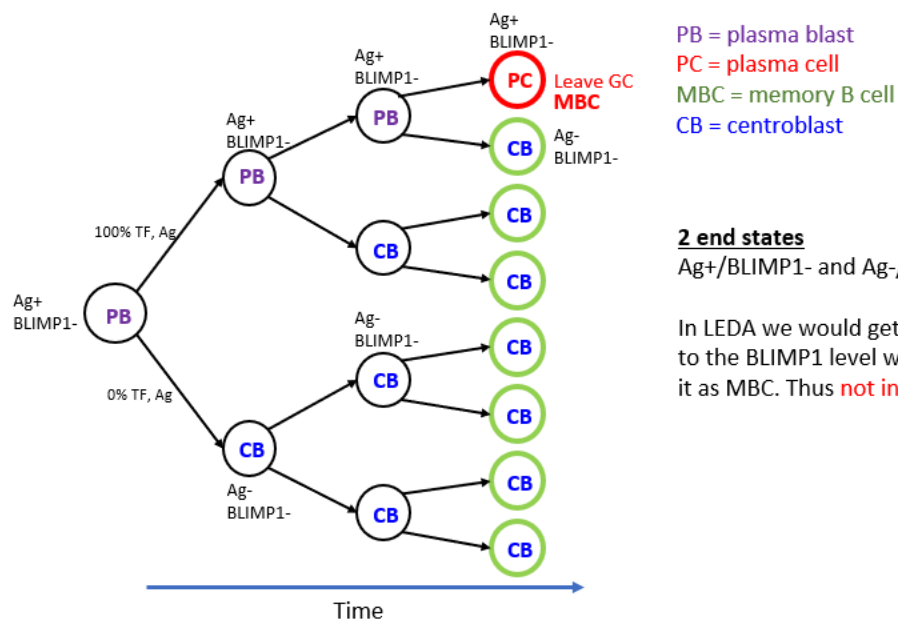 Ag+
BLIMP1-
PB
100% TF, Ag
0% TF, Ag
Ag+
BLIMP1-
PB
CB
Ag-
BLIMP1-
Ag+
BLIMP1-
PB
CB
Ag-
BLIMP1-
CB
CB
Ag+
BLIMP1-
PC
Leave GC
MBC
CB
Ag-
BLIMP1-
CB
CB
CB
CB
CB
CB
Time
PB = plasma blast
PC = plasma cell
MBC = memory B cell
CB = centroblast
2 end states
Ag+/BLIMP1- and Ag-/
In LEDA we would get
to the BLIMP1 level w
it as MBC. Thus not in